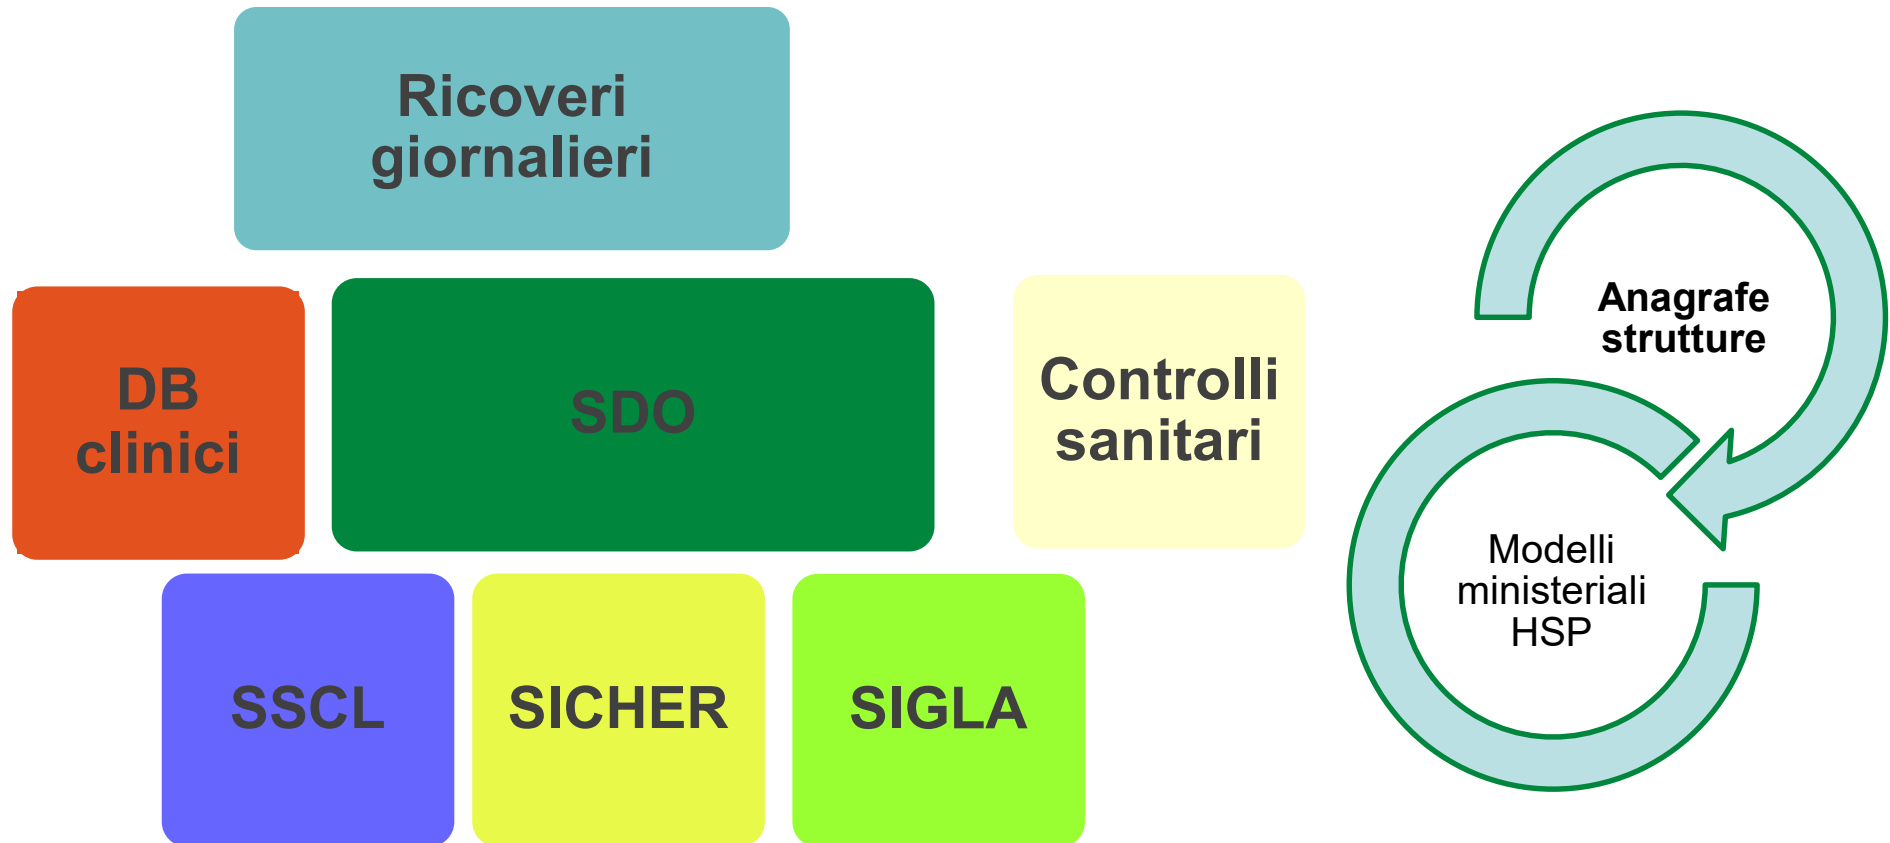 Ricoveri
giornalieri
DB
clinici
SDO
Controlli
sanitari
Anagrafe
strutture
Modelli
ministeriali
HSP
SSCL
SICHER
SIGLA